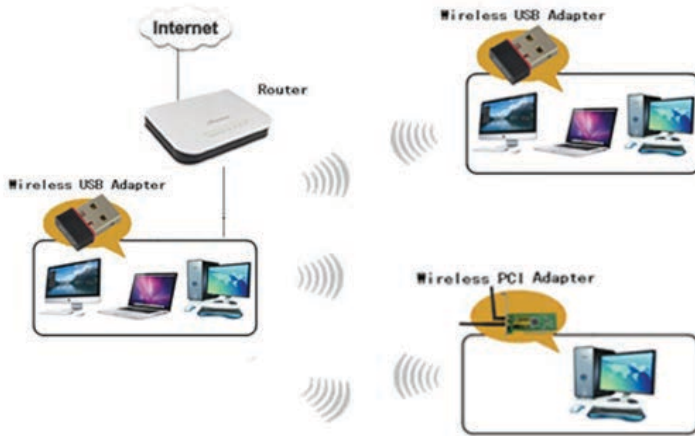 Wireless USB Adapter
Internet
Router
Wireless USB Adapter
Wireless PCI Adapter